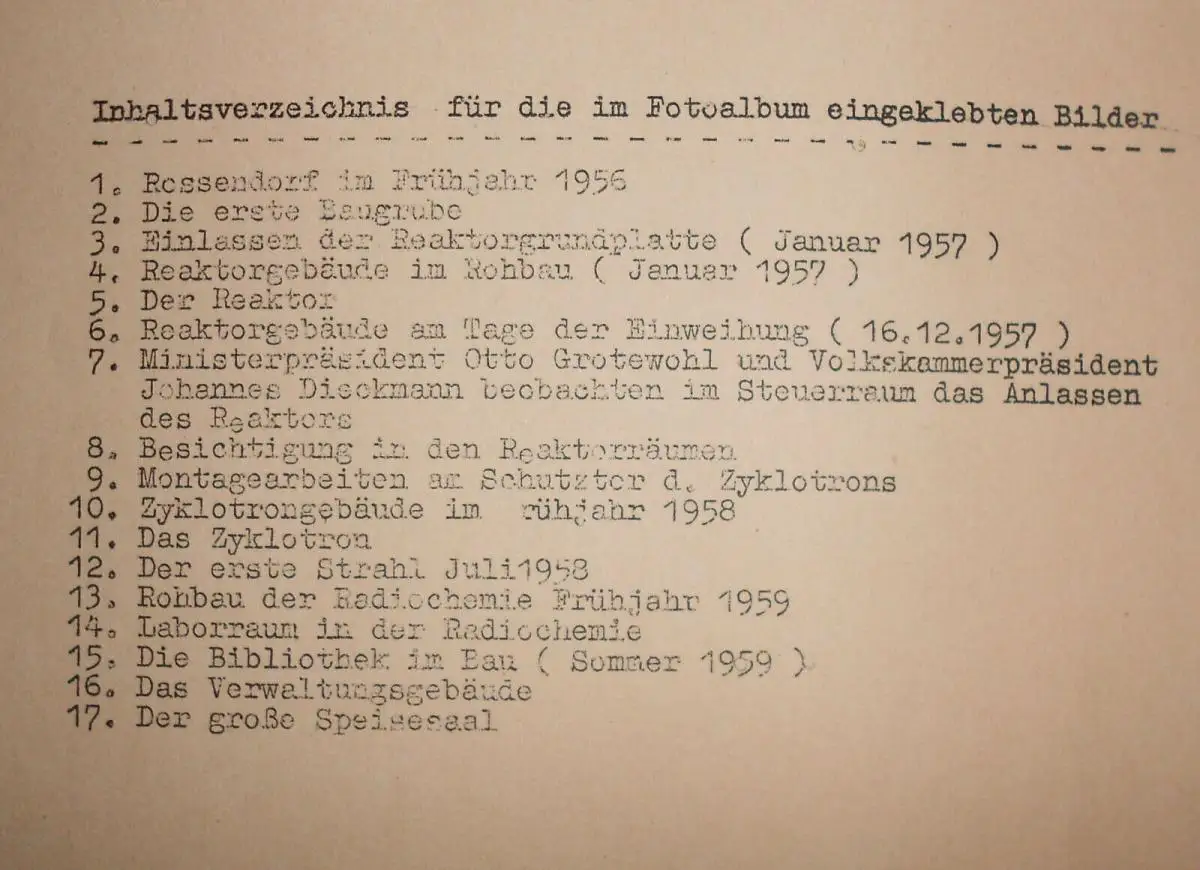 Inhaltsverzeichnis für die im Fotoalbum eingeklebten Bilder
1. Rossendorf im Frühjahr 1956
2. Die erste Baugrube
3. Einlassen der Reaktorgrundplatte ( Januar 1957 )
4. Reaktorgebäude im Rohbau ( Januar 1957 )
5. Der Reaktor
6. Reaktorgebäude am Tage der Einweihung ( 16.12.1957 )
7. Ministerpräsident Otto Grotewohl und Volkskammerpräsident
Johannes Dieckmann beobachten im Steuerraum das Anlassen
des Reaktors
8. Besichtigung in den Reaktorräumen
9. Montagearbeiten am Schutztor d. Zyklotrons
10. Zyklotrongebäude im rühjahr 1958
11. Das Zyklotron
12. Der erste Strahl Juli1958
13. Rohbau der Radiochemie Frühjahr 1959
14. Laborraum in der Radiochemie
15. Die Bibliothek im Bau ( Sommer 1959 )
16. Das Verwaltungsgebäude
17. Der große Speisesaal